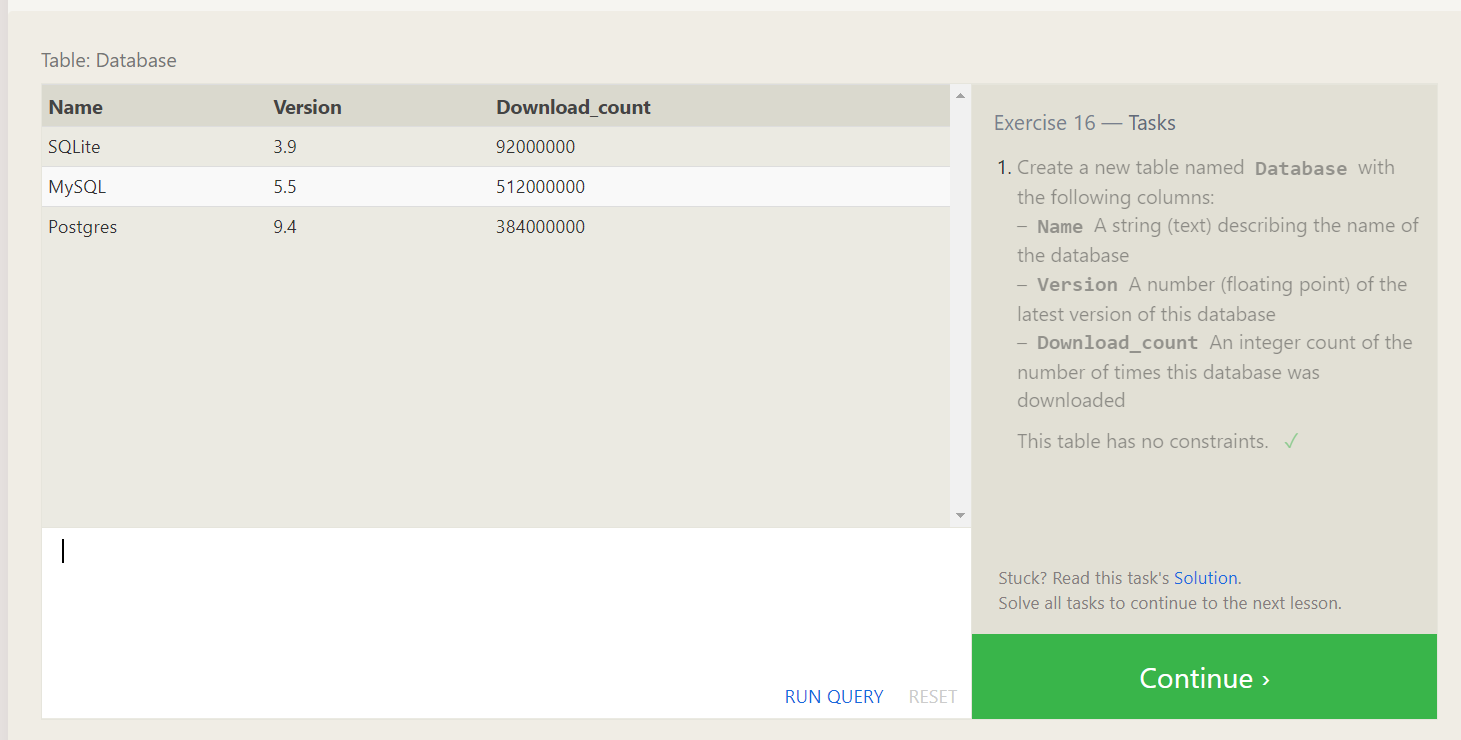 Table: Database
Name Version Download_count
SQLite 3.9 92000000
MySQL 5.5 512000000
Postgres 9.4 384000000
Exercise 16 — Tasks
1. Create a new table named Database with
the following columns:
– Name A string (text) describing the name of
the database
– Version A number (floating point) of the
latest version of this database
– Download_count An integer count of the
number of times this database was
downloaded
This table has no constraints. ✓
Stuck? Read this task's Solution.
Solve all tasks to continue to the next lesson.
RUN QUERY RESET
Continue ›